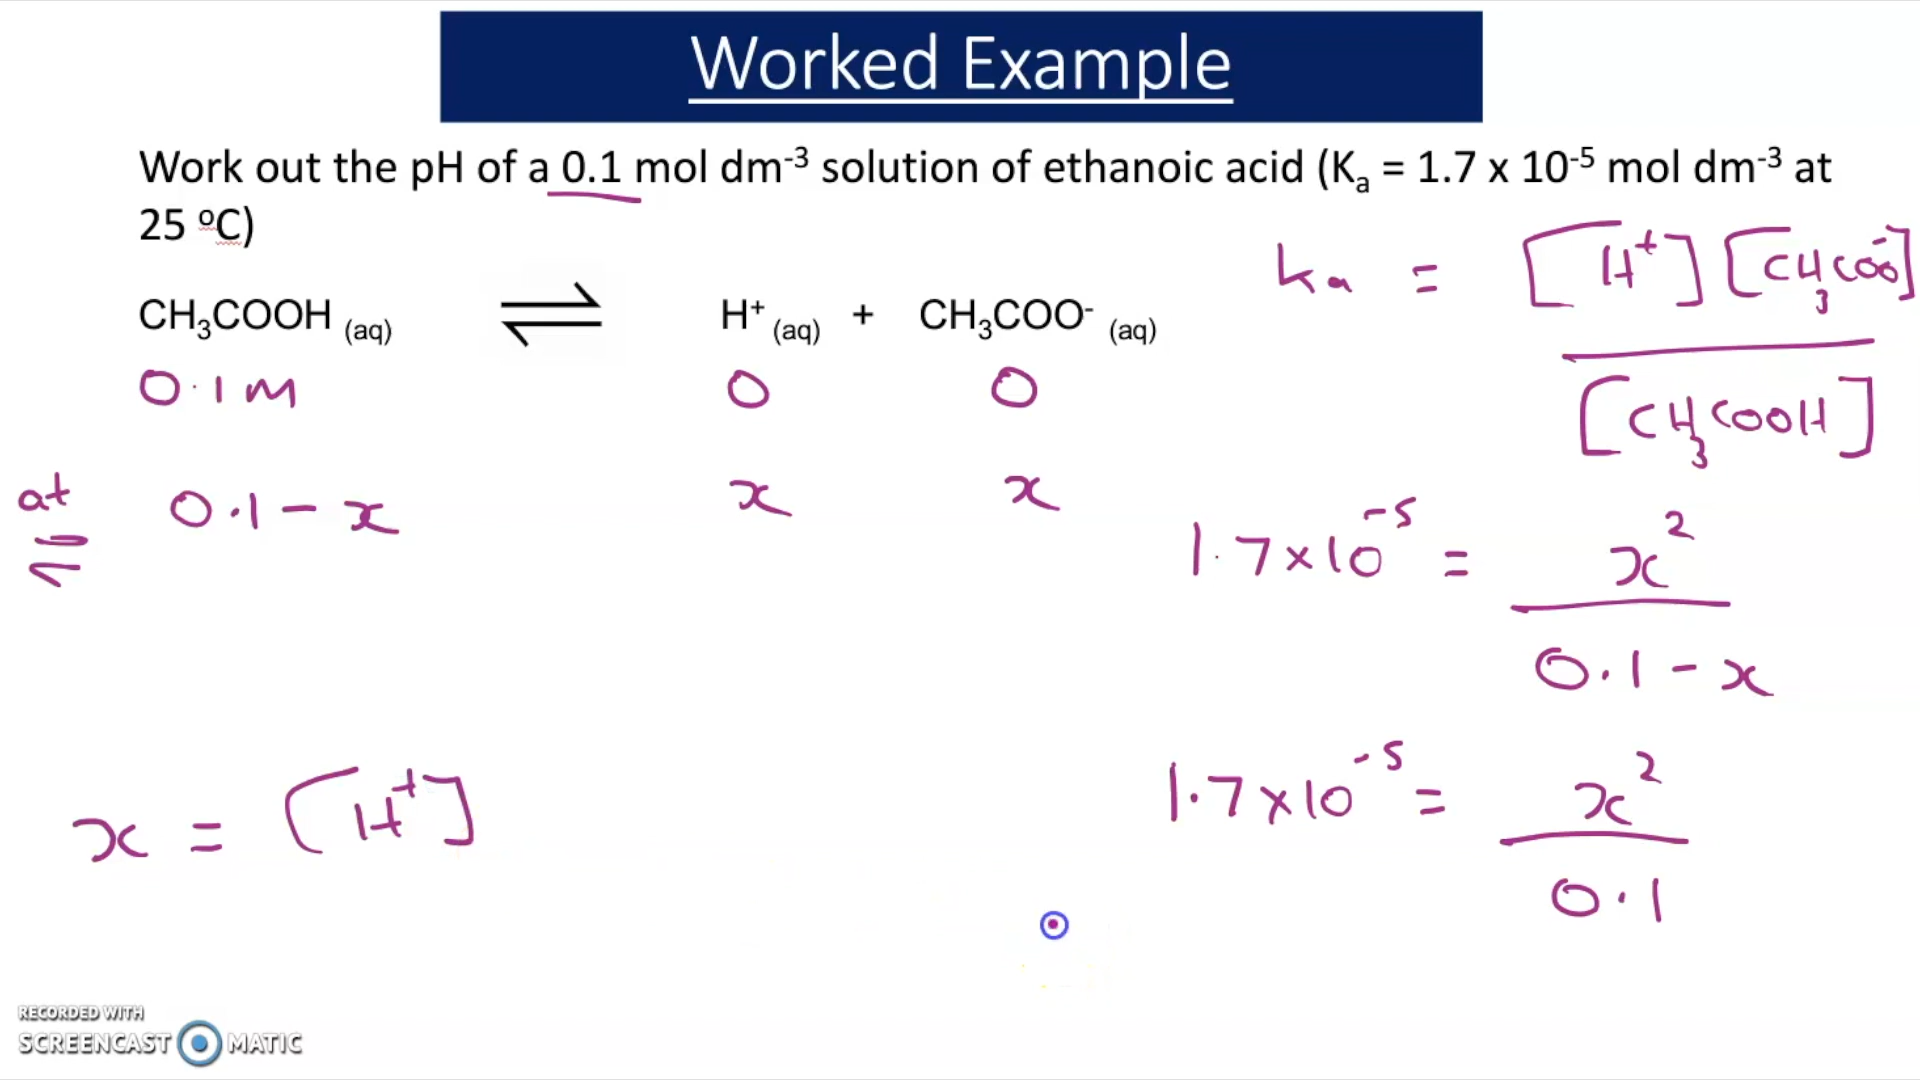 Worked Example
Work out the pH of a 0.1 mol dm⁻³ solution of ethanoic acid (Kₐ = 1.7 x 10⁻⁵ mol dm⁻³ at
25 ºC)
CH₃COOH (aq) ⇌ H⁺ (aq) + CH₃COO⁻ (aq)
0.1M 0 0
at ⇌ 0.1 - x x x
Ka = [H⁺][CH₃COO⁻] / [CH₃COOH]
1.7 × 10⁻⁵ = x² / 0.1 - x
1.7 × 10⁻⁵ = x² / 0.1
x = [H⁺]
RECORDED WITH
SCREENCAST MATIC